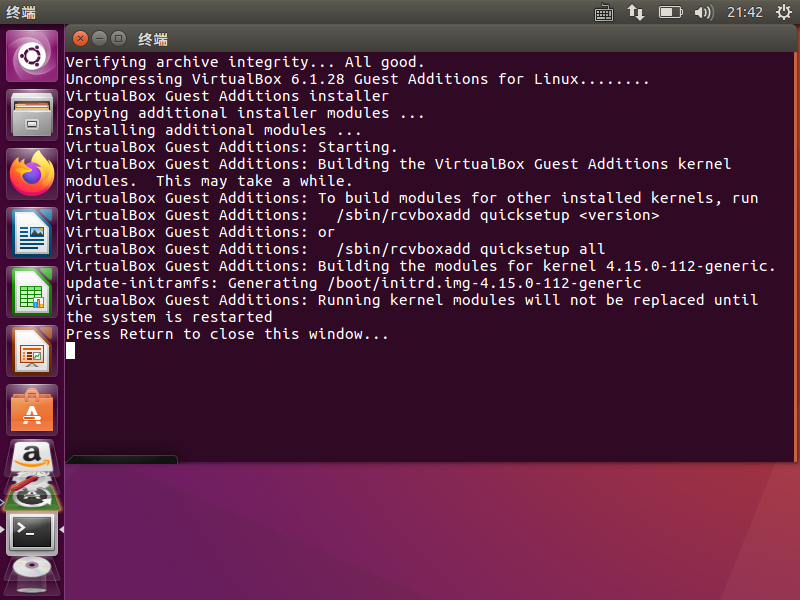 终端
21:42
终端
Verifying archive integrity... All good.
Uncompressing VirtualBox 6.1.28 Guest Additions for Linux........
VirtualBox Guest Additions installer
Copying additional installer modules ...
Installing additional modules ...
VirtualBox Guest Additions: Starting.
VirtualBox Guest Additions: Building the VirtualBox Guest Additions kernel
modules.  This may take a while.
VirtualBox Guest Additions: To build modules for other installed kernels, run
VirtualBox Guest Additions:   /sbin/rcvboxadd quicksetup <version>
VirtualBox Guest Additions: or
VirtualBox Guest Additions:   /sbin/rcvboxadd quicksetup all
VirtualBox Guest Additions: Building the modules for kernel 4.15.0-112-generic.
update-initramfs: Generating /boot/initrd.img-4.15.0-112-generic
VirtualBox Guest Additions: Running kernel modules will not be replaced until
the system is restarted
Press Return to close this window...